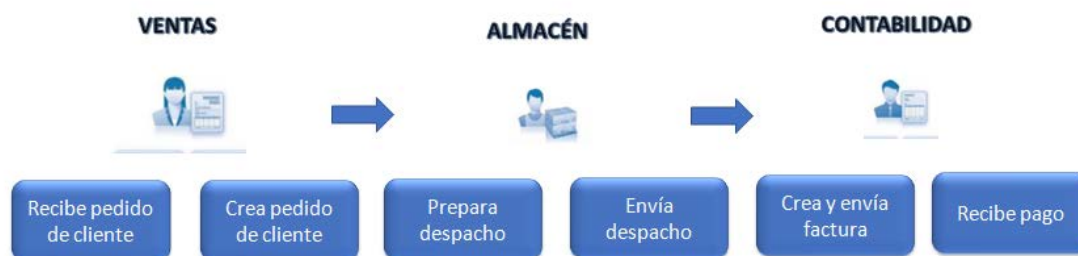 VENTAS
ALMACÉN
CONTABILIDAD
Recibe pedido
de cliente
Crea pedido
de cliente
Prepara
despacho
Envía
despacho
Crea y envía
factura
Recibe pago